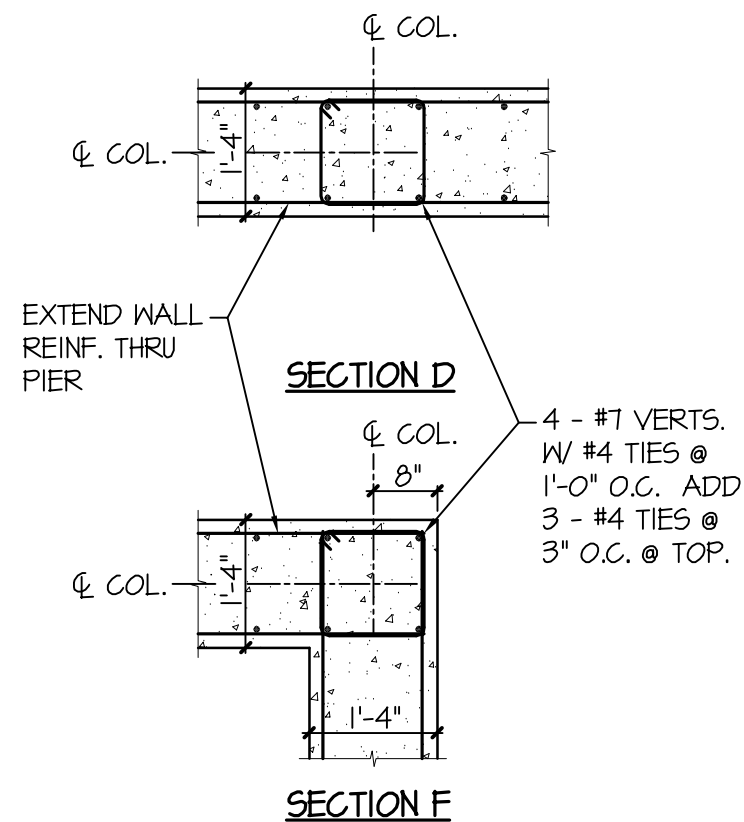 ℄ COL.
℄ COL.
1'-4"
EXTEND WALL
REINF. THRU
PIER
SECTION D
4 - #7 VERTS.
W/ #4 TIES @
1'-0" O.C. ADD
3 - #4 TIES @
3" O.C. @ TOP.
℄ COL.
8"
℄ COL.
1'-4"
1'-4"
SECTION F